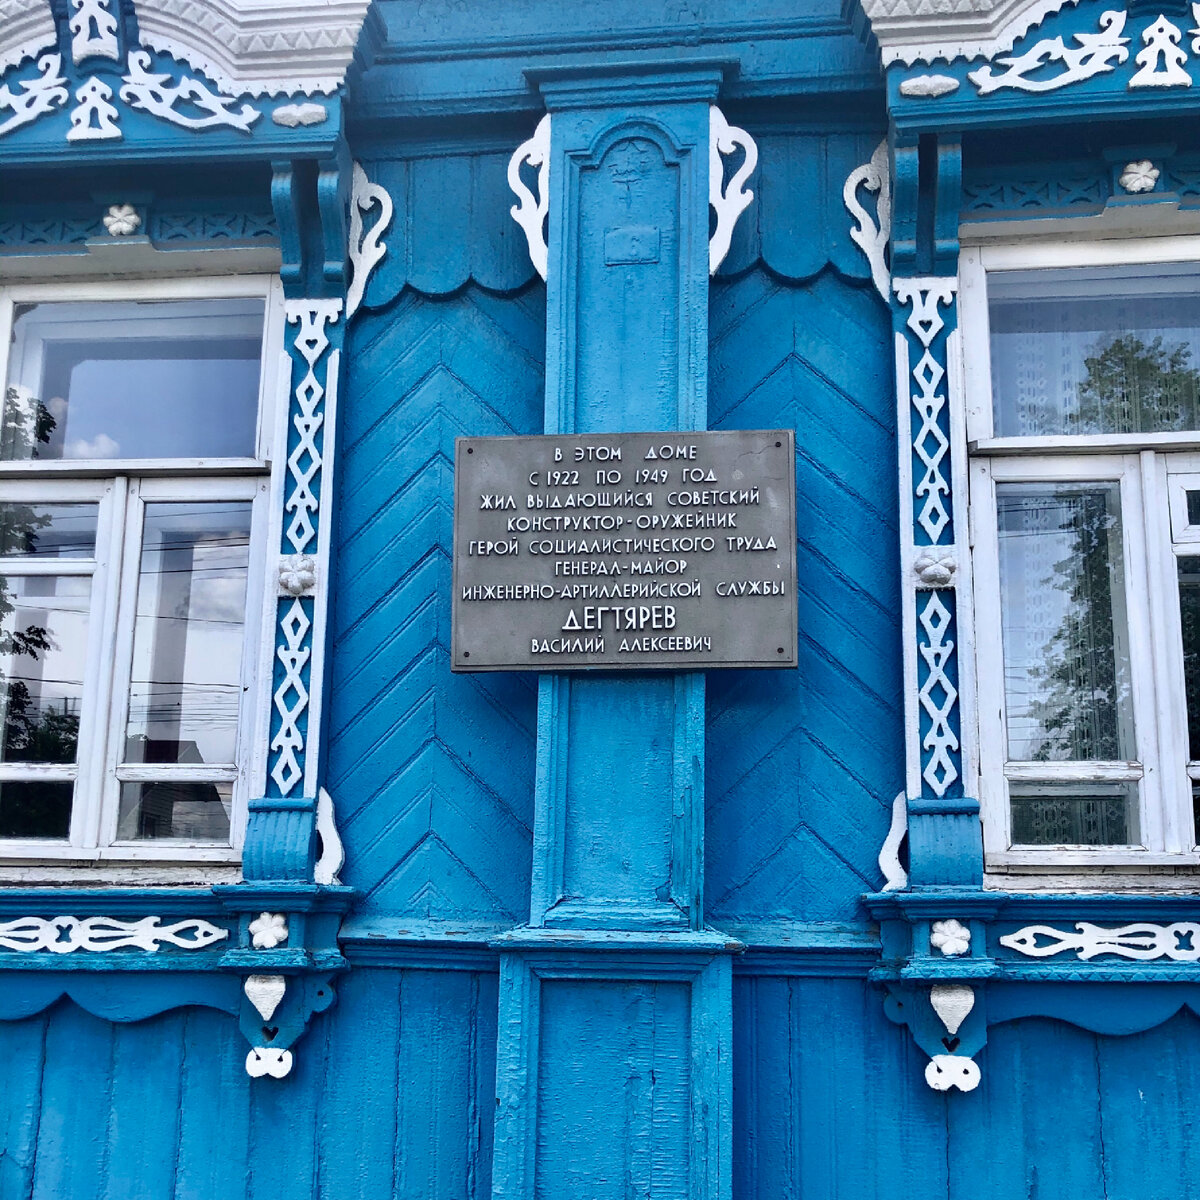 В ЭТОМ ДОМЕ
С 1922 ПО 1949 ГОД
ЖИЛ ВЫДАЮЩИЙСЯ СОВЕТСКИЙ
КОНСТРУКТОР-ОРУЖЕЙНИК
ГЕРОЙ СОЦИАЛИСТИЧЕСКОГО ТРУДА
ГЕНЕРАЛ-МАЙОР
ИНЖЕНЕРНО-АРТИЛЛЕРИЙСКОЙ СЛУЖБЫ
ДЕГТЯРЕВ
ВАСИЛИЙ АЛЕКСЕЕВИЧ